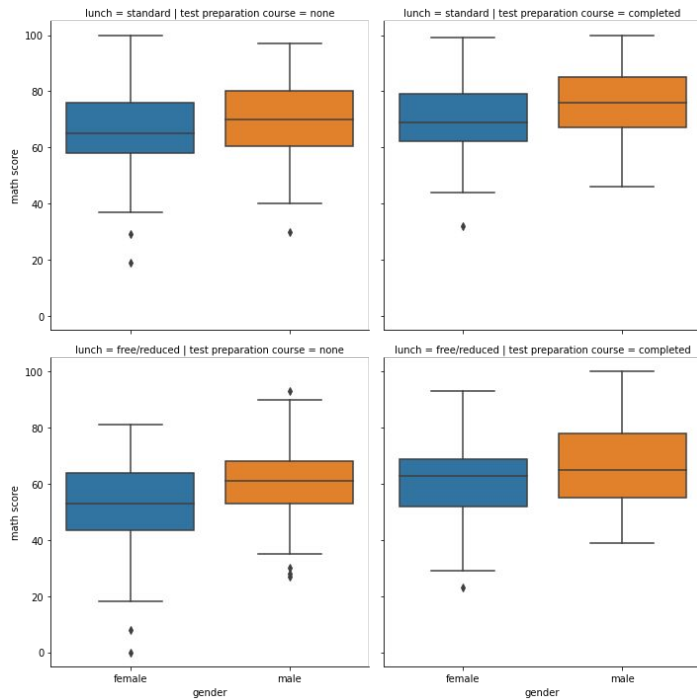 lunch = standard | test preparation course = none
lunch = standard | test preparation course = completed
100
80
60
40
20
0
math score
lunch = free/reduced | test preparation course = none
lunch = free/reduced | test preparation course = completed
100
80
60
40
20
0
math score
female
male
female
male
gender
gender